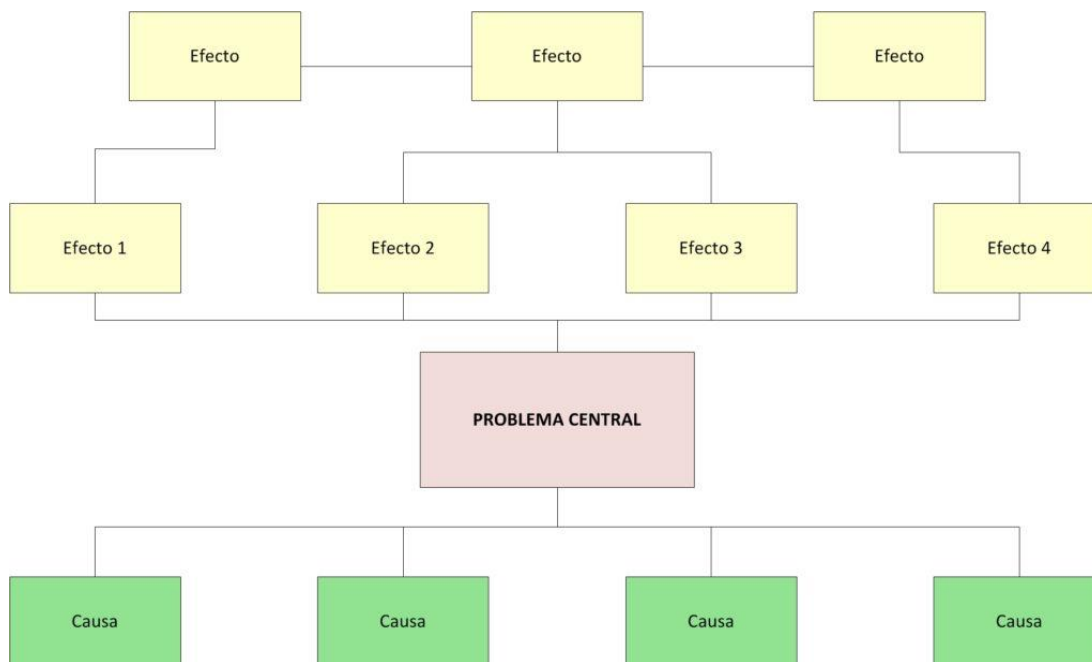 Efecto
Efecto
Efecto
Efecto 1
Efecto 2
Efecto 3
Efecto 4
PROBLEMA CENTRAL
Causa
Causa
Causa
Causa